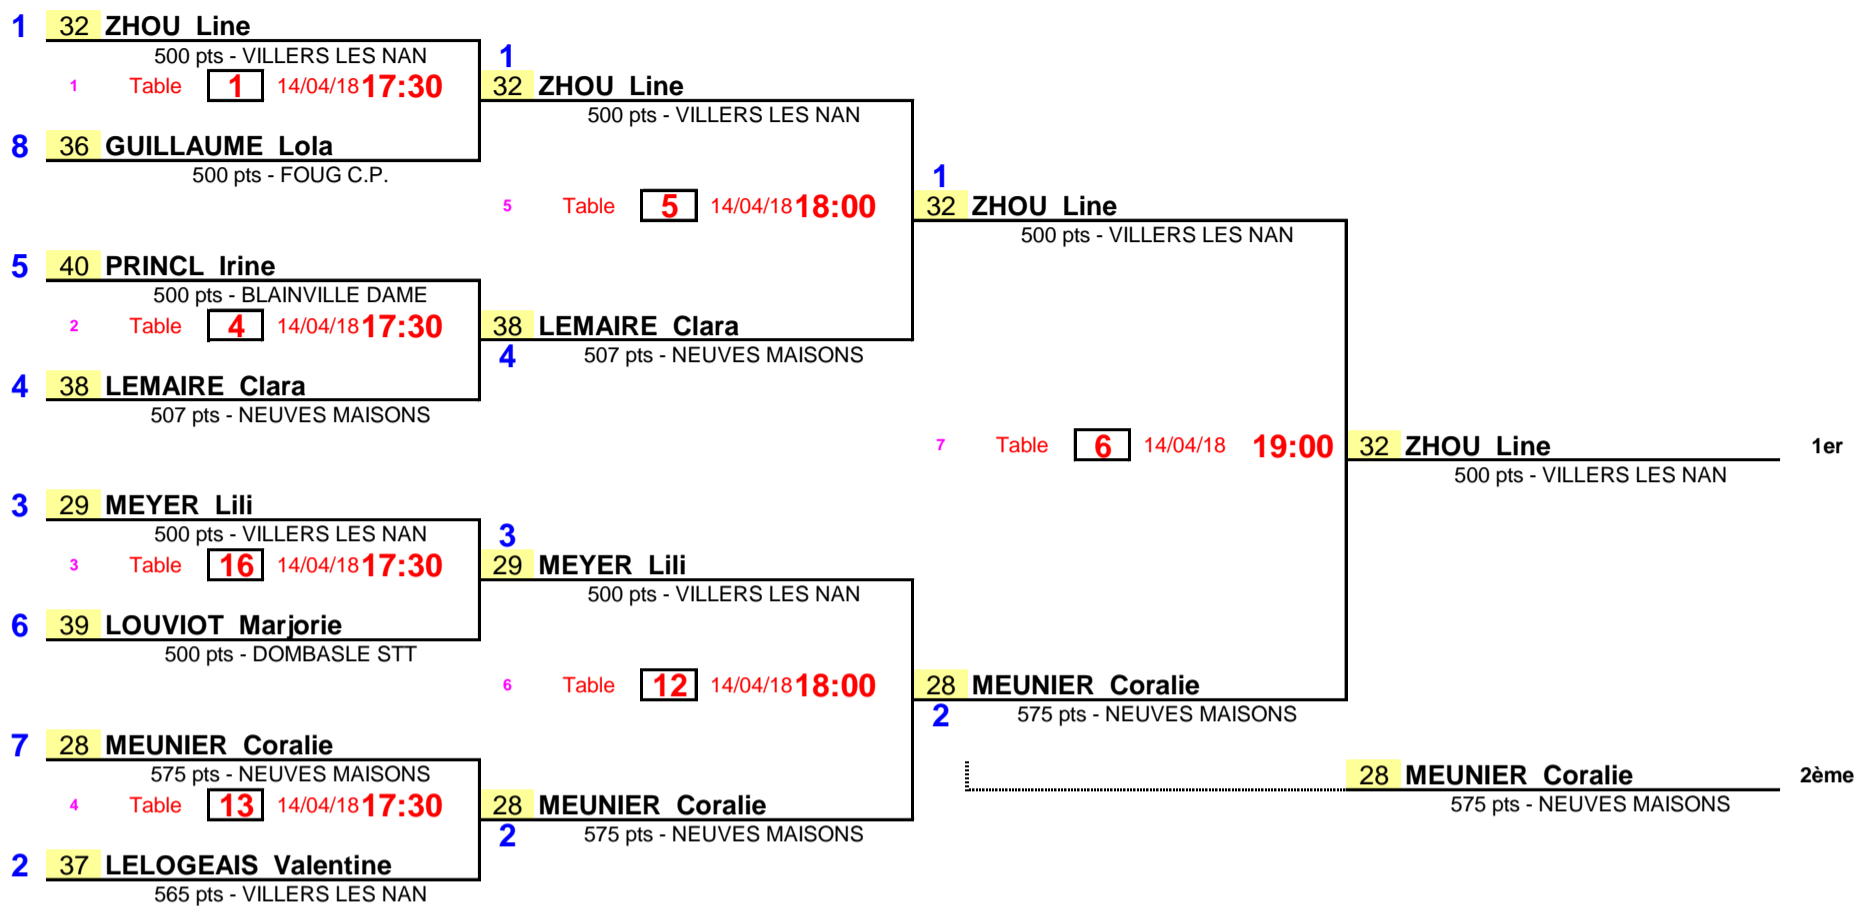 1 32 ZHOU Line
500 pts - VILLERS LES NAN
1 Table 1 14/04/18 17:30
8 36 GUILLAUME Lola
500 pts - FOUG C.P.
5 40 PRINCL Irine
500 pts - BLAINVILLE DAME
2 Table 4 14/04/18 17:30
4 38 LEMAIRE Clara
507 pts - NEUVES MAISONS
3 29 MEYER Lili
500 pts - VILLERS LES NAN
3 Table 16 14/04/18 17:30
6 39 LOUVIOT Marjorie
500 pts - DOMBASLE STT
7 28 MEUNIER Coralie
575 pts - NEUVES MAISONS
4 Table 13 14/04/18 17:30
2 37 LELOGEAIS Valentine
565 pts - VILLERS LES NAN
1
32 ZHOU Line
500 pts - VILLERS LES NAN
5 Table 5 14/04/18 18:00
38 LEMAIRE Clara
4 507 pts - NEUVES MAISONS
3
29 MEYER Lili
500 pts - VILLERS LES NAN
6 Table 12 14/04/18 18:00
28 MEUNIER Coralie
2 575 pts - NEUVES MAISONS
1
32 ZHOU Line
500 pts - VILLERS LES NAN
7 Table 6 14/04/18 19:00
28 MEUNIER Coralie
2 575 pts - NEUVES MAISONS
32 ZHOU Line 1er
500 pts - VILLERS LES NAN
28 MEUNIER Coralie 2ème
575 pts - NEUVES MAISONS